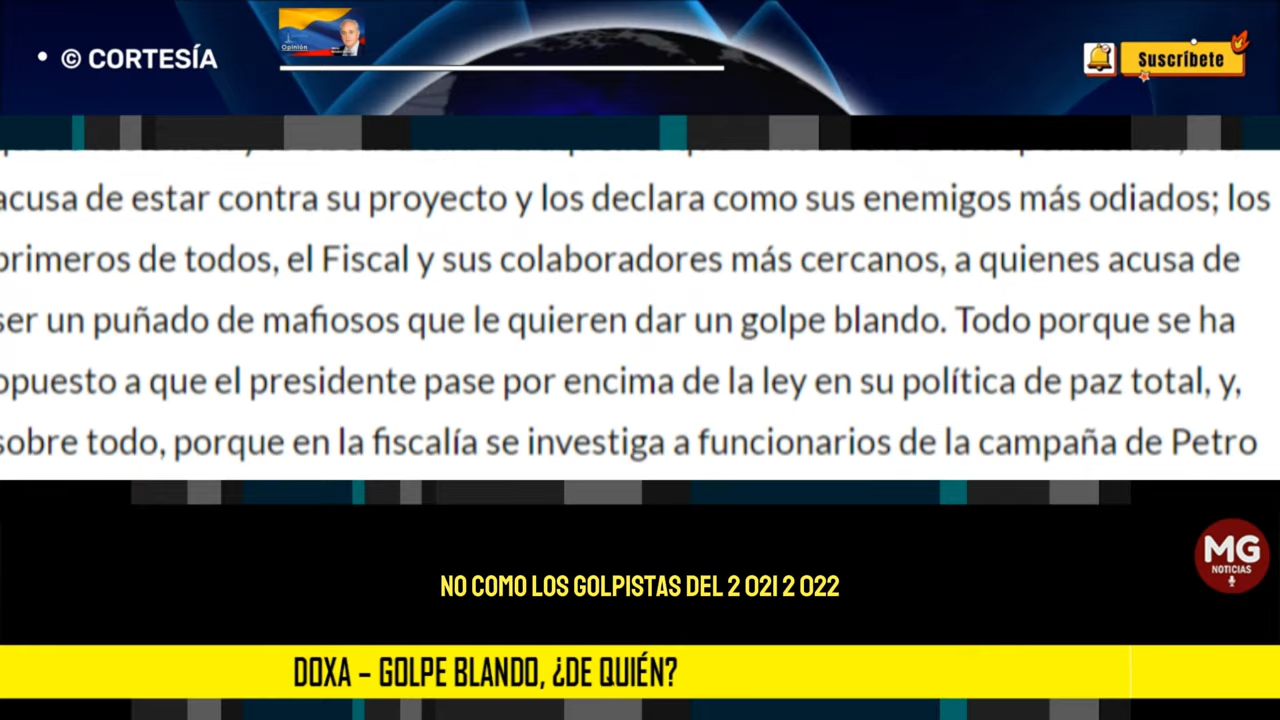 • © CORTESÍA
Opinión
Suscríbete
acusa de estar contra su proyecto y los declara como sus enemigos más odiados; los
primeros de todos, el Fiscal y sus colaboradores más cercanos, a quienes acusa de
ser un puñado de mafiosos que le quieren dar un golpe blando. Todo porque se ha
opuesto a que el presidente pase por encima de la ley en su política de paz total, y,
sobre todo, porque en la fiscalía se investiga a funcionarios de la campaña de Petro
MG
NOTICIAS
NO COMO LOS GOLPISTAS DEL 2 021 2 022
DOXA – GOLPE BLANDO, ¿DE QUIÉN?